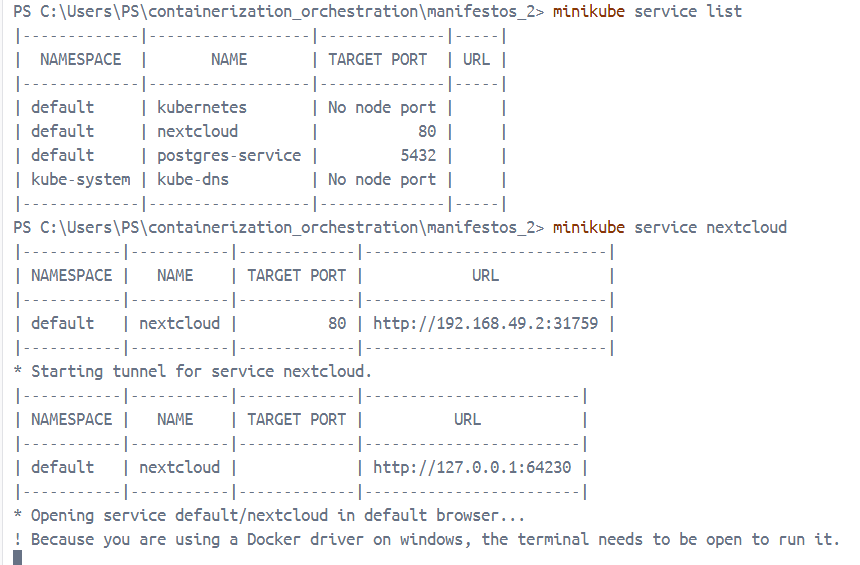 PS C:\Users\PS\containerization_orchestration\manifestos_2> minikube service list
|-------------|------------------|--------------|-----|
|  NAMESPACE  |       NAME       | TARGET PORT  | URL |
|-------------|------------------|--------------|-----|
| default     | kubernetes       | No node port |     |
| default     | nextcloud        |           80 |     |
| default     | postgres-service |         5432 |     |
| kube-system | kube-dns         | No node port |     |
|-------------|------------------|--------------|-----|
PS C:\Users\PS\containerization_orchestration\manifestos_2> minikube service nextcloud
|-----------|-----------|-------------|---------------------------|
| NAMESPACE |   NAME    | TARGET PORT |            URL            |
|-----------|-----------|-------------|---------------------------|
| default   | nextcloud |          80 | http://192.168.49.2:31759 |
|-----------|-----------|-------------|---------------------------|
* Starting tunnel for service nextcloud.
|-----------|-----------|-------------|------------------------|
| NAMESPACE |   NAME    | TARGET PORT |          URL           |
|-----------|-----------|-------------|------------------------|
| default   | nextcloud |             | http://127.0.0.1:64230 |
|-----------|-----------|-------------|------------------------|
* Opening service default/nextcloud in default browser...
! Because you are using a Docker driver on windows, the terminal needs to be open to run it.